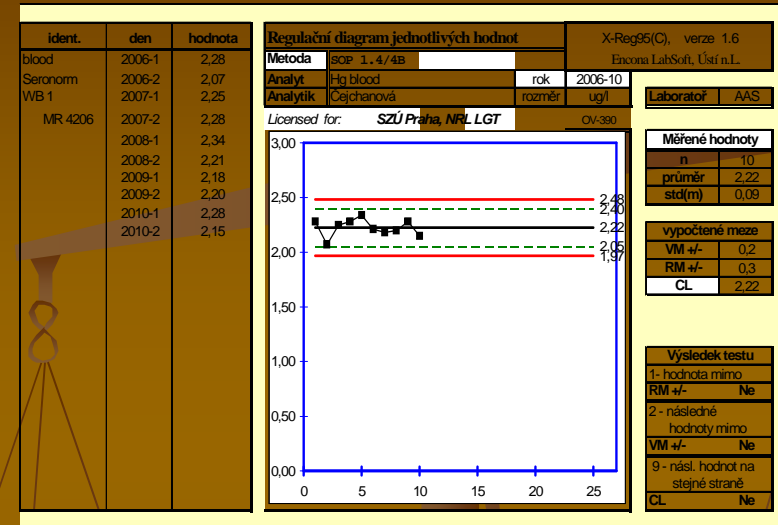 ident. den hodnota
blood 2006-1 2,28
Seronorm 2006-2 2,07
WB 1 2007-1 2,25
MR 4206 2007-2 2,28
2008-1 2,34
2008-2 2,21
2009-1 2,18
2009-2 2,20
2010-1 2,28
2010-2 2,15
Regulační diagram jednotlivých hodnot
Metoda SOP 1.4/4B
Analyt Hg blood rok 2006-10
Analytik Čejchanová rozměr ug/l
Licensed for: SZÚ Praha, NRL LGT OV-390
X-Reg95(C), verze 1.6
Encona LabSoft, Ústí n.L.
Laboratoř AAS
3,00
2,50
2,00
1,50
1,00
0,50
0,00
0 5 10 15 20 25
2,48
2,40
2,22
2,05
1,97
Měřené hodnoty
n 10
průměr 2,22
std(m) 0,09
vypočtené meze
VM +/- 0,2
RM +/- 0,3
CL 2,22
Výsledek testu
1- hodnota mimo
RM +/- Ne
2 - následné
hodnoty mimo
VM +/- Ne
9 - násl. hodnot na
stejné straně
CL Ne